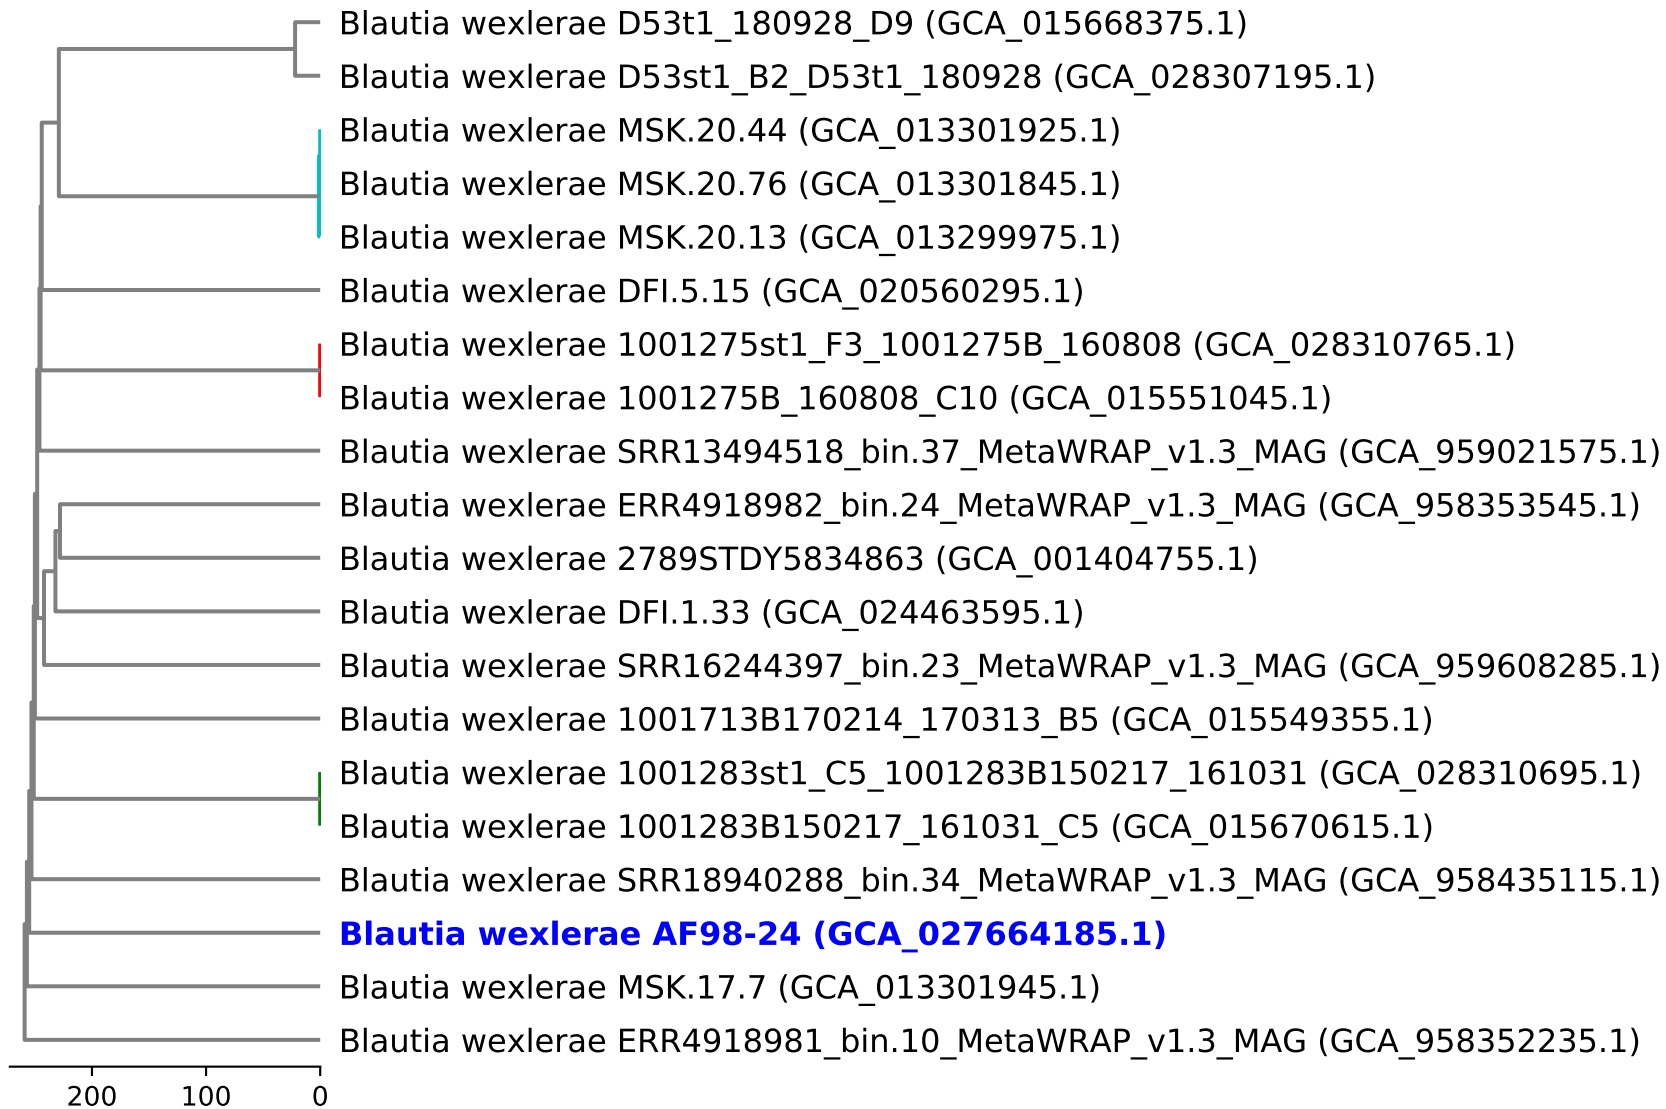 Blautia wexlerae D53t1_180928_D9 (GCA_015668375.1)
Blautia wexlerae D53st1_B2_D53t1_180928 (GCA_028307195.1)
Blautia wexlerae MSK.20.44 (GCA_013301925.1)
Blautia wexlerae MSK.20.76 (GCA_013301845.1)
Blautia wexlerae MSK.20.13 (GCA_013299975.1)
Blautia wexlerae DFI.5.15 (GCA_020560295.1)
Blautia wexlerae 1001275st1_F3_1001275B_160808 (GCA_028310765.1)
Blautia wexlerae 1001275B_160808_C10 (GCA_015551045.1)
Blautia wexlerae SRR13494518_bin.37_MetaWRAP_v1.3_MAG (GCA_959021575.1)
Blautia wexlerae ERR4918982_bin.24_MetaWRAP_v1.3_MAG (GCA_958353545.1)
Blautia wexlerae 2789STDY5834863 (GCA_001404755.1)
Blautia wexlerae DFI.1.33 (GCA_024463595.1)
Blautia wexlerae SRR16244397_bin.23_MetaWRAP_v1.3_MAG (GCA_959608285.1)
Blautia wexlerae 1001713B170214_170313_B5 (GCA_015549355.1)
Blautia wexlerae 1001283st1_C5_1001283B150217_161031 (GCA_028310695.1)
Blautia wexlerae 1001283B150217_161031_C5 (GCA_015670615.1)
Blautia wexlerae SRR18940288_bin.34_MetaWRAP_v1.3_MAG (GCA_958435115.1)
Blautia wexlerae AF98-24 (GCA_027664185.1)
Blautia wexlerae MSK.17.7 (GCA_013301945.1)
Blautia wexlerae ERR4918981_bin.10_MetaWRAP_v1.3_MAG (GCA_958352235.1)
200 100 0